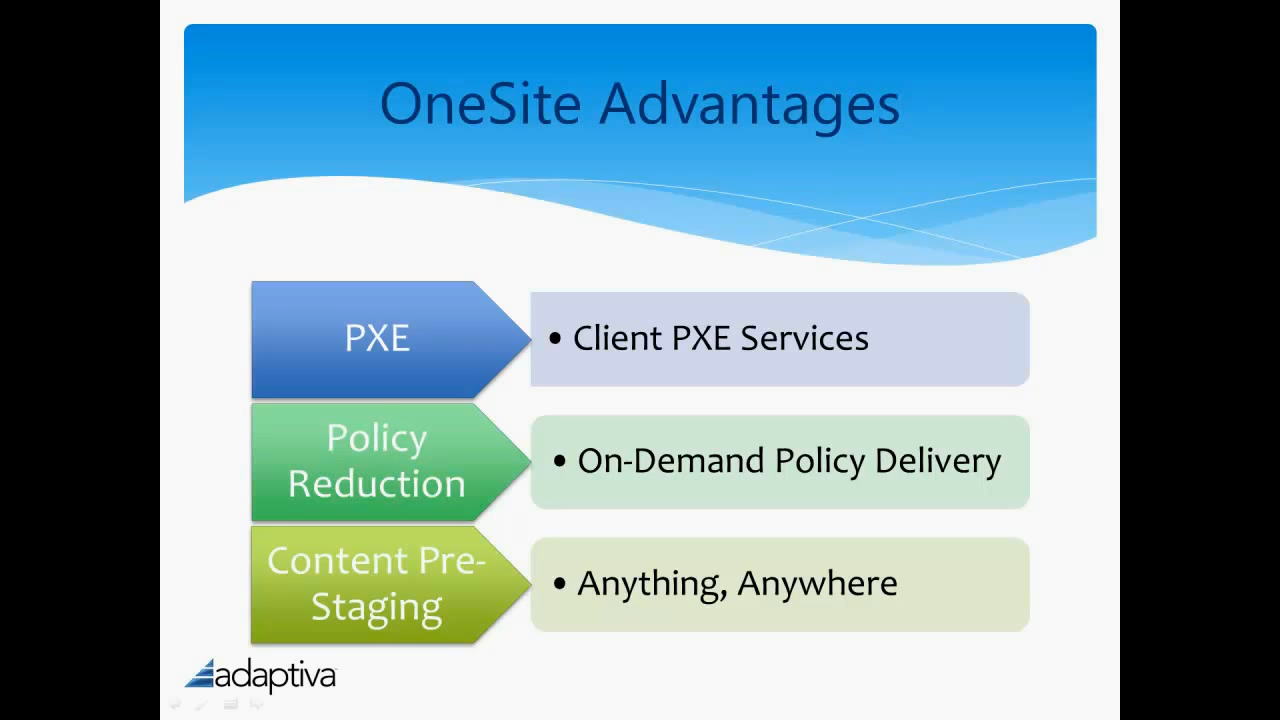 OneSite Advantages
PXE
• Client PXE Services
Policy
Reduction
• On-Demand Policy Delivery
Content Pre-
Staging
• Anything, Anywhere
adaptiva